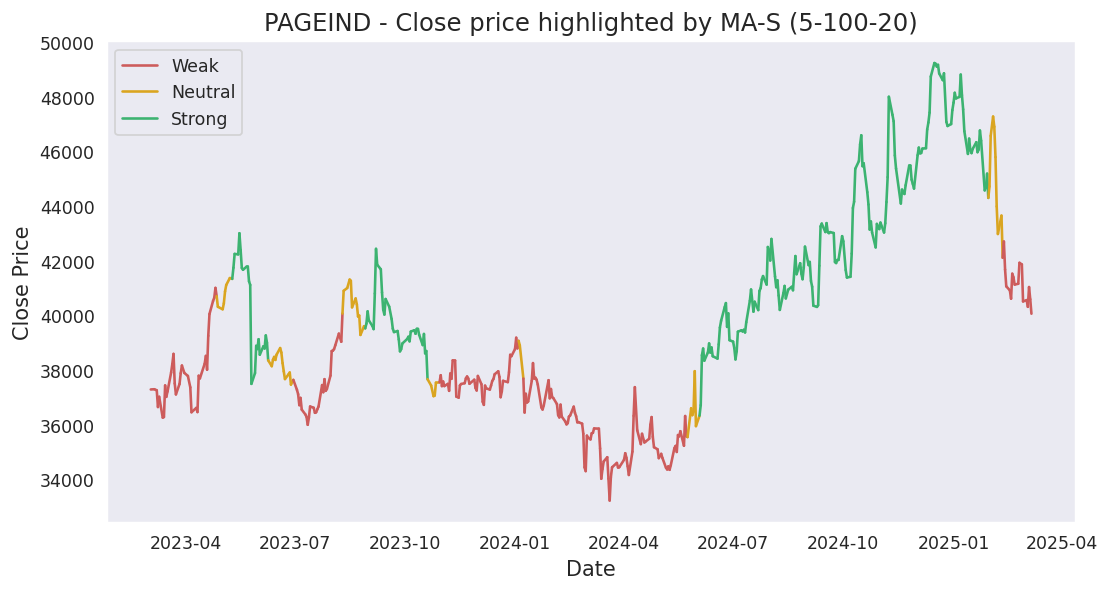 PAGEIND - Close price highlighted by MA-S (5-100-20)
50000
48000
46000
44000
42000
40000
38000
36000
34000
Close Price
Weak
Neutral
Strong
2023-04 2023-07 2023-10 2024-01 2024-04 2024-07 2024-10 2025-01 2025-04
Date